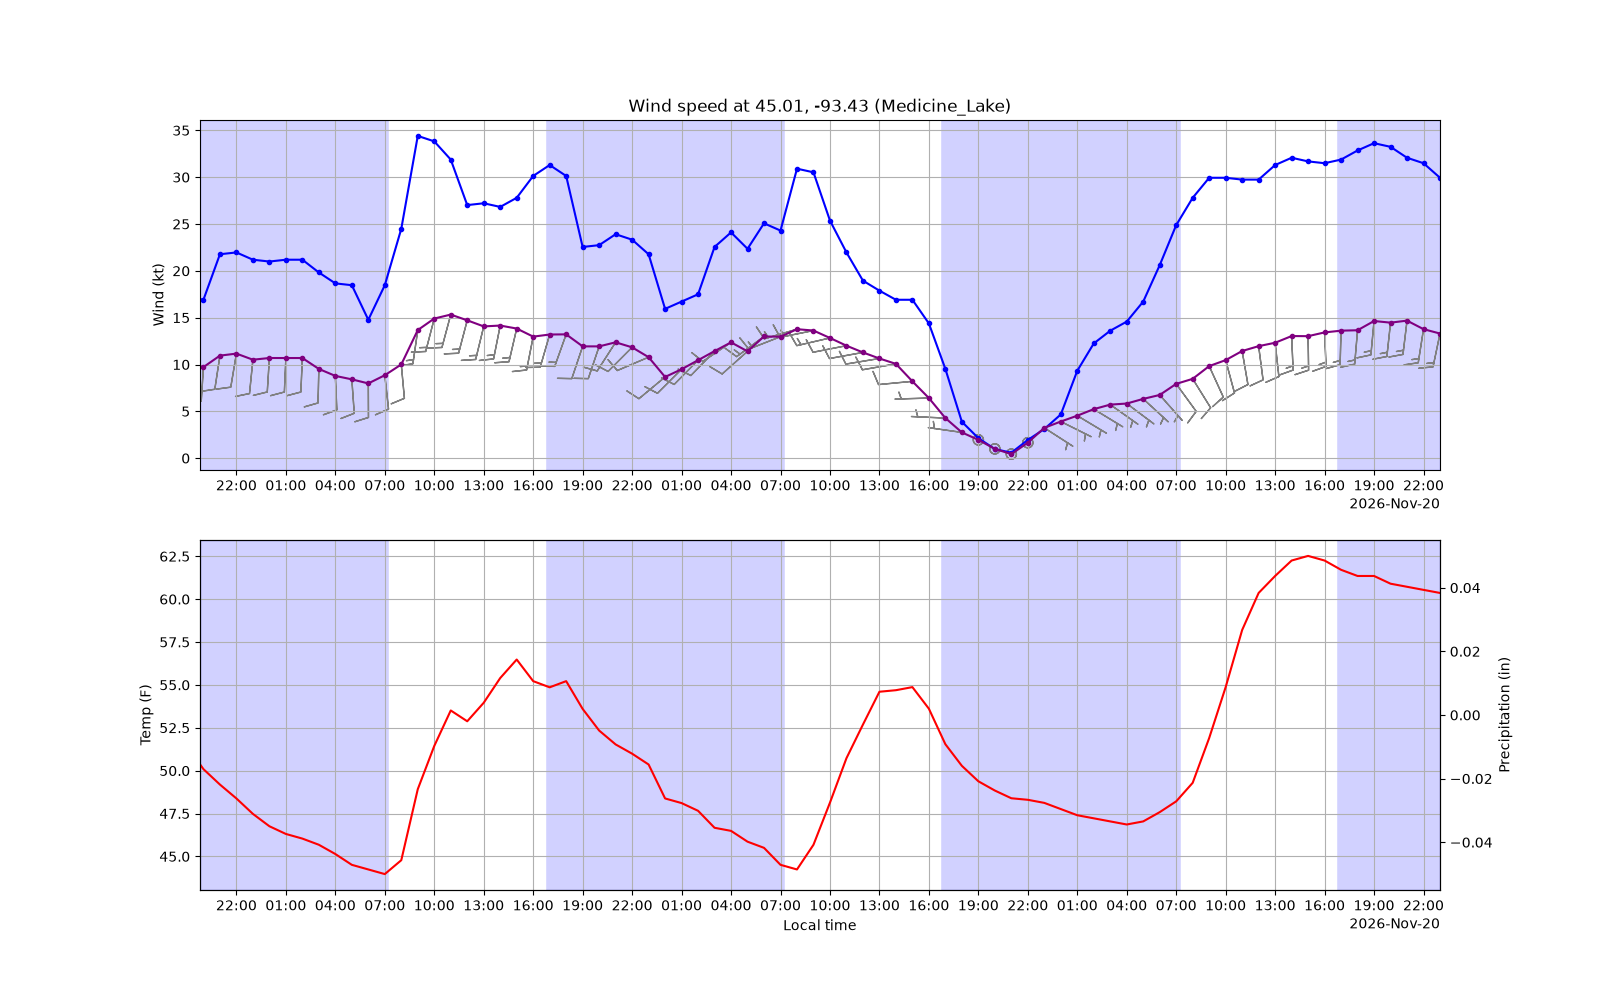 Wind speed at 45.01, -93.43 (Medicine_Lake)
35
30
25
20
15
10
5
0
Wind (kt)
22:00 01:00 04:00 07:00 10:00 13:00 16:00 19:00 22:00 01:00 04:00 07:00 10:00 13:00 16:00 19:00 22:00 01:00 04:00 07:00 10:00 13:00 16:00 19:00 22:00
2026-Nov-20
62.5
60.0
57.5
55.0
52.5
50.0
47.5
45.0
Temp (F)
0.04
0.02
0.00
−0.02
−0.04
Precipitation (in)
22:00 01:00 04:00 07:00 10:00 13:00 16:00 19:00 22:00 01:00 04:00 07:00 10:00 13:00 16:00 19:00 22:00 01:00 04:00 07:00 10:00 13:00 16:00 19:00 22:00
Local time
2026-Nov-20